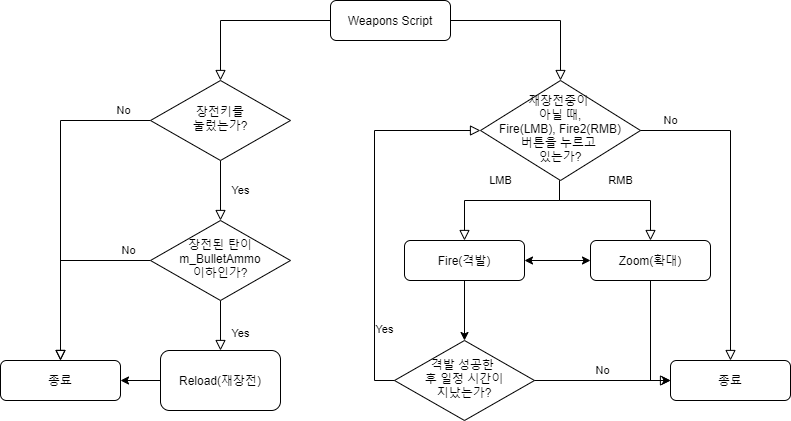 Weapons Script
장전키를
눌렀는가?
No
Yes
장전된 탄이
m_BulletAmmo
이하인가?
No
Yes
종료
Reload(재장전)
재장전중이
아닐 때,
Fire(LMB), Fire2(RMB)
버튼을 누르고
있는가?
No
LMB
RMB
Fire(격발)
Zoom(확대)
Yes
격발 성공한
후 일정 시간이
지났는가?
No
종료